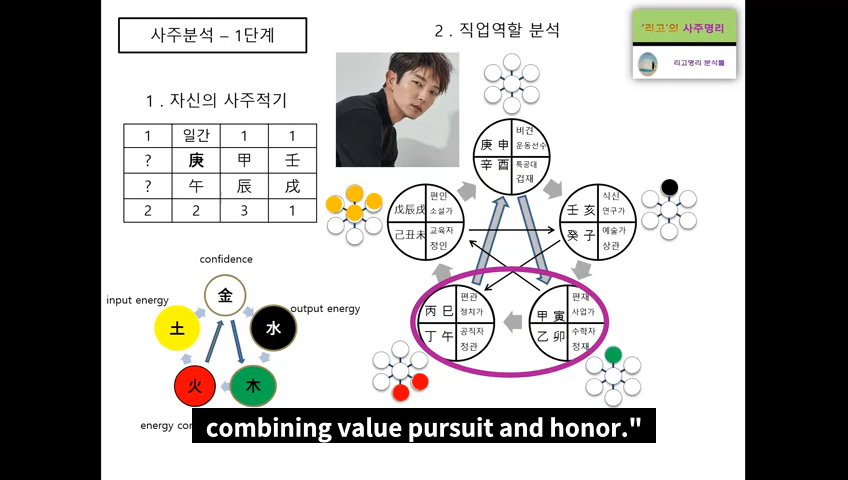 사주분석 – 1단계
2 . 직업역할 분석
'리고'의 사주명리
리고명리 분석틀
1 . 자신의 사주적기
1 일간 1 1
? 庚 甲 壬
? 午 辰 戌
2 2 3 1
庚 申 비견
운동선수
辛 酉 특공대
겁재
戊辰戌 편인
소설가
己丑未 교육자
정인
壬 亥 식신
연구가
癸 子 예술가
상관
丙 巳 편관
정치가
丁 午 공직자
정관
甲 寅 편재
사업가
乙 卯 수학자
정재
confidence
金
input energy
output energy
土
水
火
木
energy con
combining value pursuit and honor."